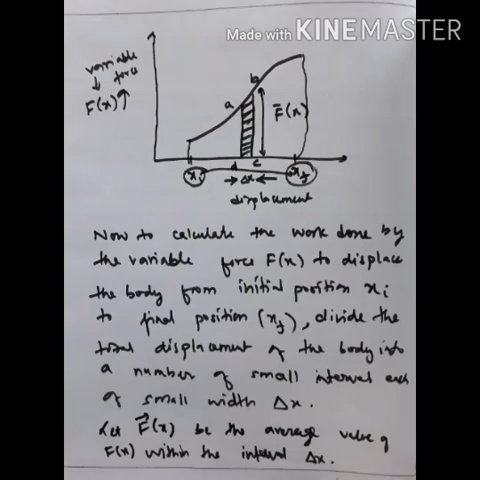 Made with KINEMASTER
variable
↓ force
F(x)↑
a
b
F̄(x)
d
c
xi
→ Δx ←
xf
displacement
Now to calculate the work done by
the variable force F(x) to displace
the body from initial position xi
to final position (xf), divide the
total displacement of the body into
a number of small interval each
of small width Δx.
Let F⃗(x) be the average value of
F(x) within the interval Δx.